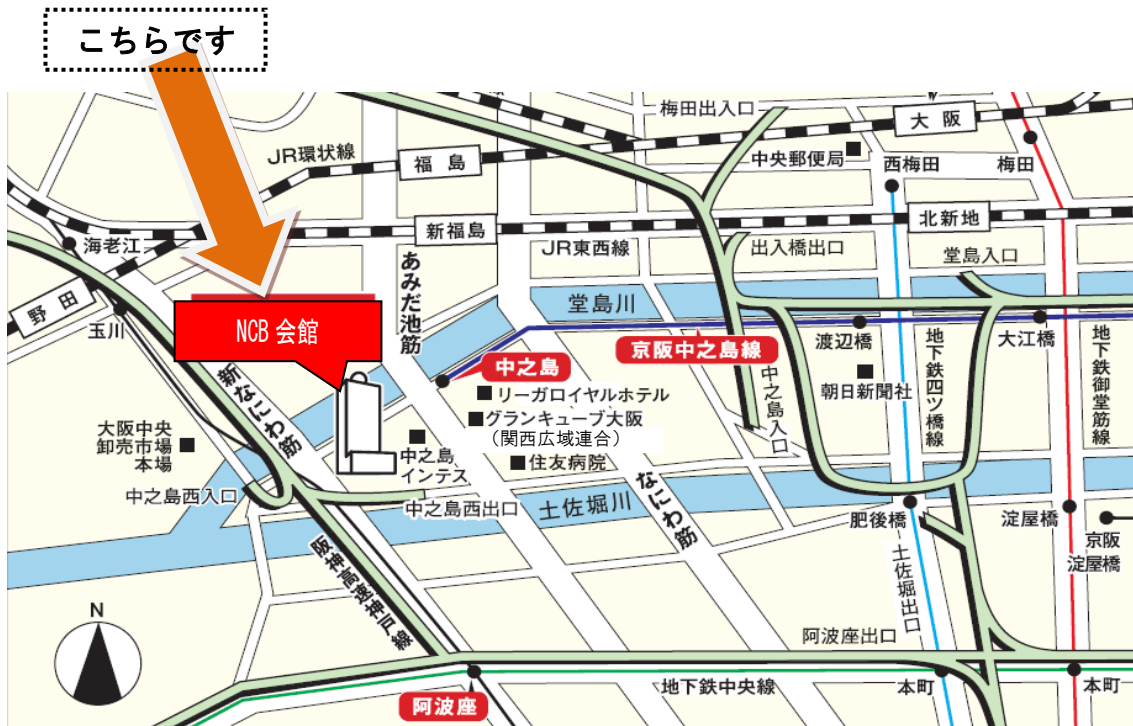 こちらです
梅田出入口
大阪
JR環状線
福島
中央郵便局
西梅田
梅田
海老江
新福島
JR東西線
出入橋出口
北新地
堂島入口
野田
玉川
NCB 会館
あみだ池筋
堂島川
中之島
京阪中之島線
渡辺橋
大江橋
地下鉄四ツ橋線
地下鉄御堂筋線
新なにわ筋
リーガロイヤルホテル
グランキューブ大阪
（関西広域連合）
中之島入口
朝日新聞社
大阪中央
卸売市場
本場
中之島
インテス
住友病院
中之島西入口
中之島西出口
土佐堀川
なにわ筋
肥後橋
淀屋橋
京阪
淀屋橋
阪神高速神戸線
土佐堀出口
N
阿波座出口
阿波座
地下鉄中央線
本町
本町